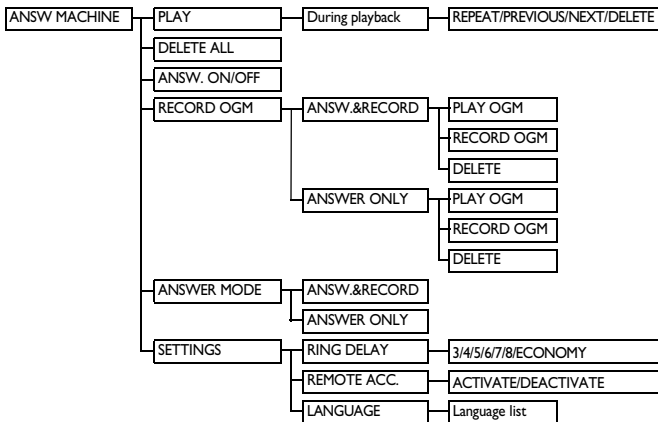 ANSW MACHINE
PLAY
During playback
REPEAT/PREVIOUS/NEXT/DELETE
DELETE ALL
ANSW. ON/OFF
RECORD OGM
ANSW.&RECORD
PLAY OGM
RECORD OGM
DELETE
ANSWER ONLY
PLAY OGM
RECORD OGM
DELETE
ANSWER MODE
ANSW.&RECORD
ANSWER ONLY
SETTINGS
RING DELAY
3/4/5/6/7/8/ECONOMY
REMOTE ACC.
ACTIVATE/DEACTIVATE
LANGUAGE
Language list